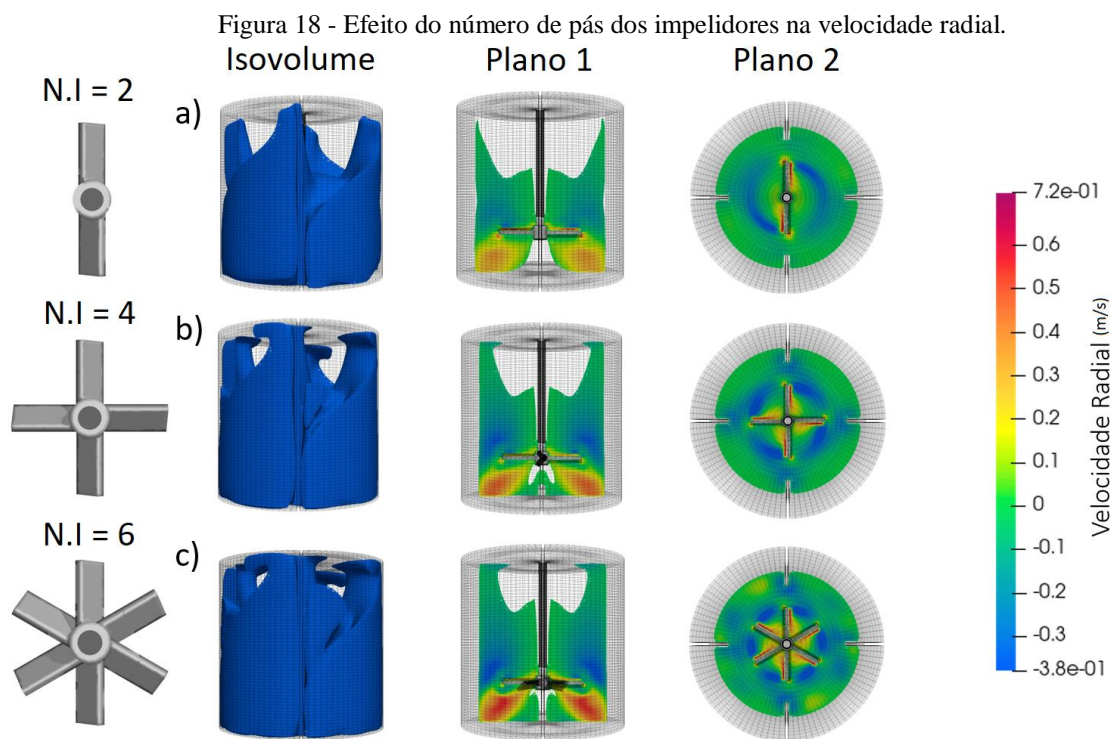 Figura 18 - Efeito do número de pás dos impelidores na velocidade radial.
Isovolume
Plano 1
Plano 2
N.I = 2
a)
N.I = 4
b)
N.I = 6
c)
7.2e-01
0.6
0.5
0.4
0.3
0.2
0.1
0
-0.1
-0.2
-0.3
-3.8e-01
Velocidade Radial (m/s)